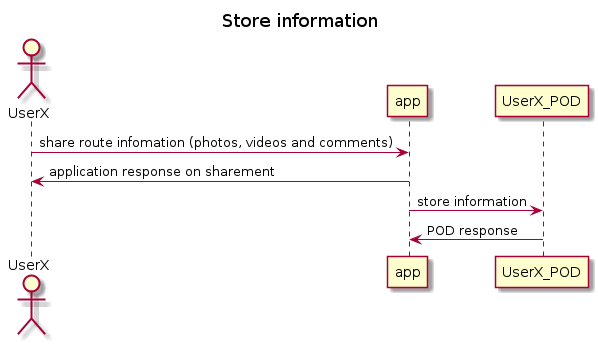 Store information
UserX
app
UserX_POD
share route infomation (photos, videos and comments)
application response on sharement
store information
POD response
UserX
app
UserX_POD